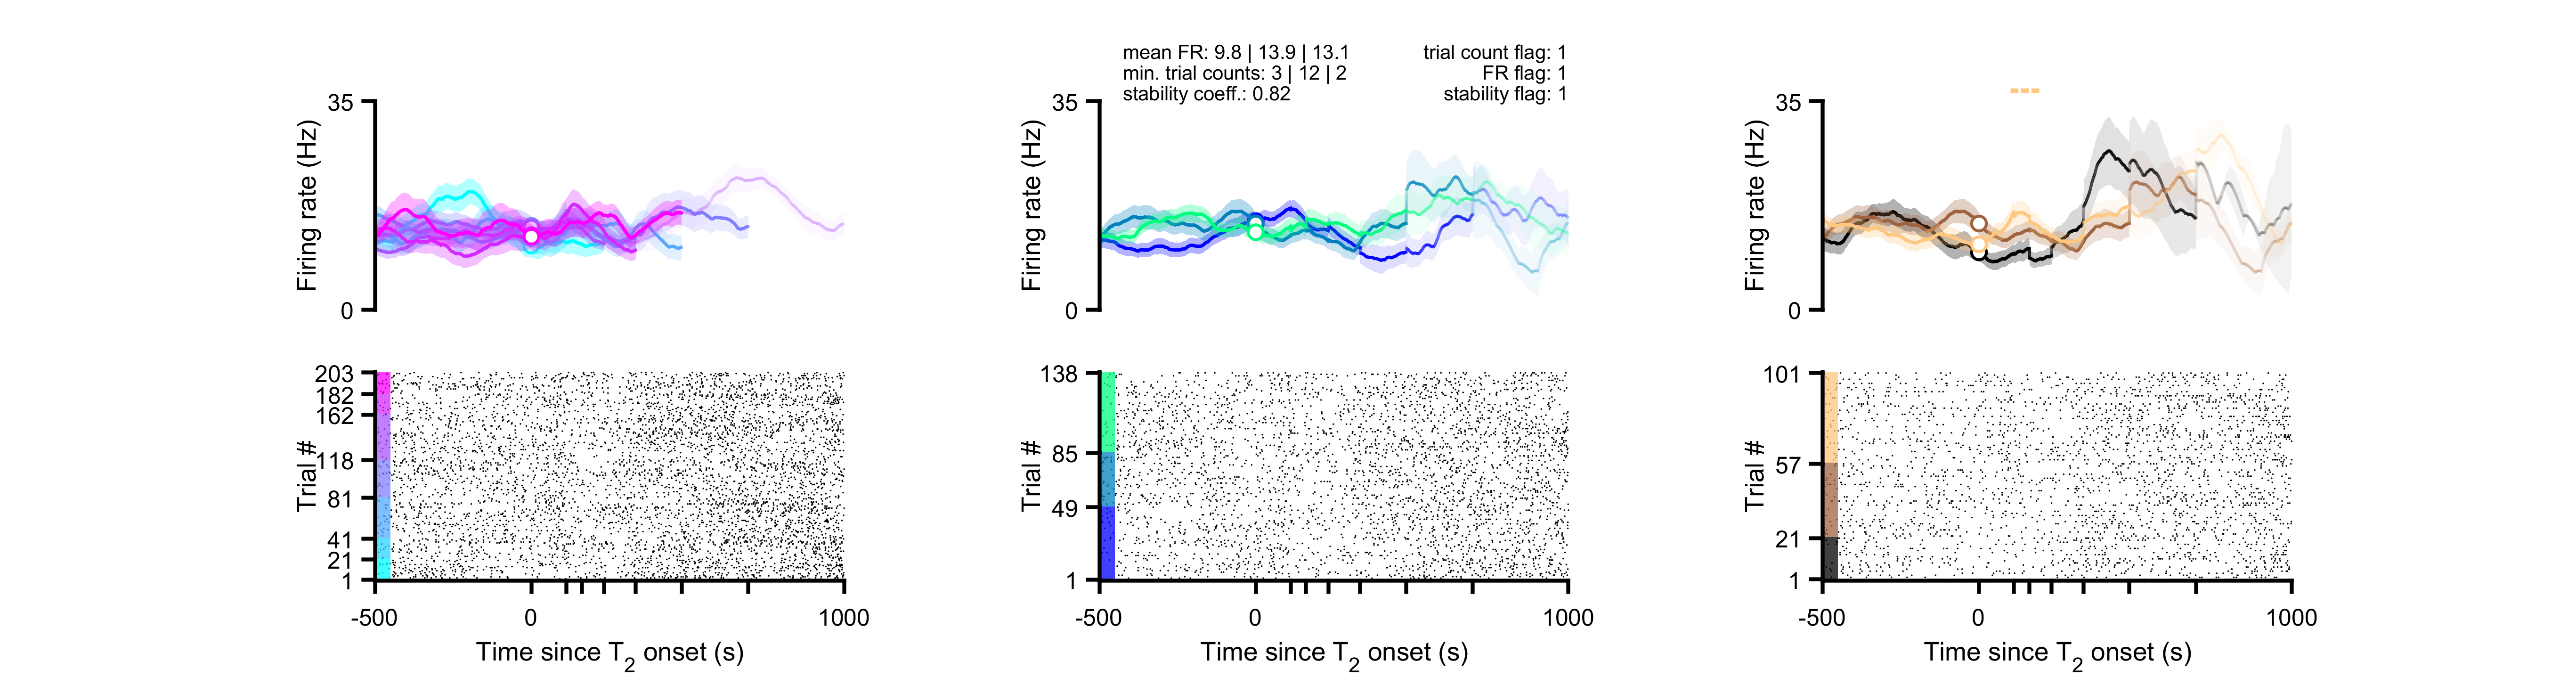 mean FR: 9.8 | 13.9 | 13.1
min. trial counts: 3 | 12 | 2
stability coeff.: 0.82
trial count flag: 1
FR flag: 1
stability flag: 1
35
Firing rate (Hz)
0
35
Firing rate (Hz)
0
35
Firing rate (Hz)
0
203
182
162
118
81
41
21
1
Trial #
-500
0
1000
Time since T2 onset (s)
138
85
49
1
Trial #
-500
0
1000
Time since T2 onset (s)
101
57
21
1
Trial #
-500
0
1000
Time since T2 onset (s)